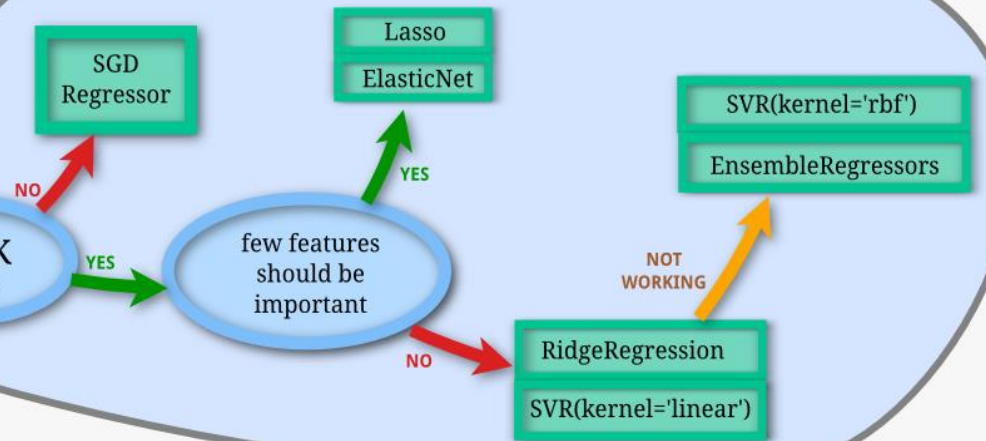 SGD
Regressor
Lasso
ElasticNet
SVR(kernel='rbf')
EnsembleRegressors
NO
YES
K
YES
few features
should be
important
NOT
WORKING
NO
RidgeRegression
SVR(kernel='linear')